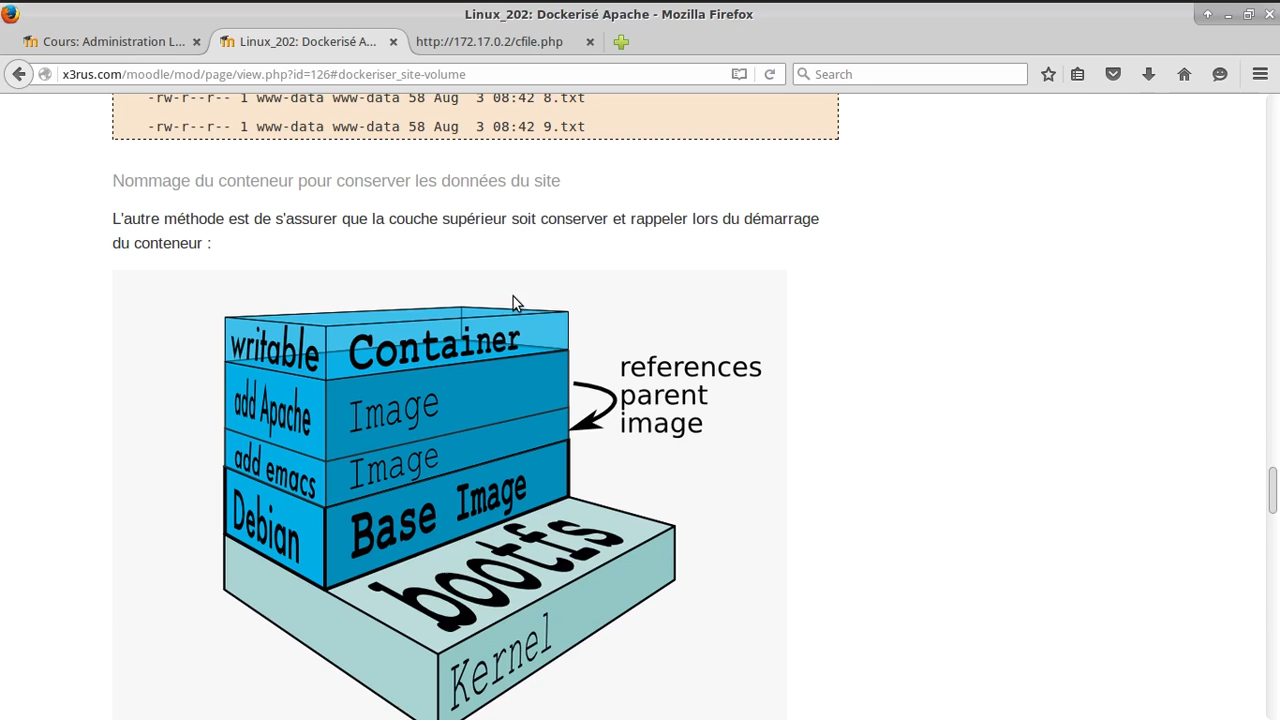 Linux_202: Dockerisé Apache - Mozilla Firefox
Cours: Administration L...
Linux_202: Dockerisé A...
http://172.17.0.2/cfile.php
x3rus.com/moodle/mod/page/view.php?id=126#dockeriser_site-volume
Search
-rw-r--r-- 1 www-data www-data 58 Aug  3 08:42 8.txt
-rw-r--r-- 1 www-data www-data 58 Aug  3 08:42 9.txt
Nommage du conteneur pour conserver les données du site
L'autre méthode est de s'assurer que la couche supérieur soit conserver et rappeler lors du démarrage
du conteneur :
writable Container
add Apache Image
references
parent
image
add emacs Image
Debian Base Image
bootfs
Kernel